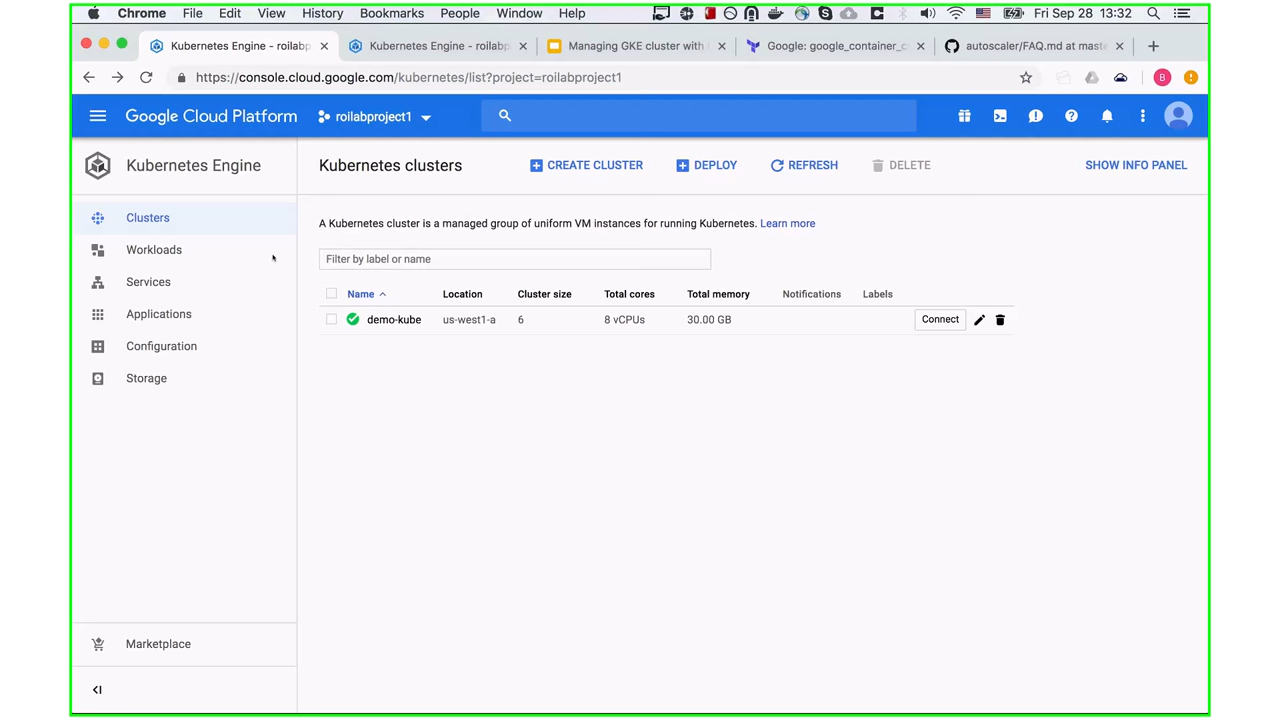 Chrome File Edit View History Bookmarks People Window Help Fri Sep 28 13:32
Kubernetes Engine - roilabp Kubernetes Engine - roilabp Managing GKE cluster with Google: google_container_c autoscaler/FAQ.md at maste
https://console.cloud.google.com/kubernetes/list?project=roilabproject1 B
Google Cloud Platform roilabproject1
Kubernetes Engine Kubernetes clusters CREATE CLUSTER DEPLOY REFRESH DELETE SHOW INFO PANEL
Clusters
Workloads
Services
Applications
Configuration
Storage
Marketplace
A Kubernetes cluster is a managed group of uniform VM instances for running Kubernetes. Learn more
Filter by label or name
Name Location Cluster size Total cores Total memory Notifications Labels
demo-kube us-west1-a 6 8 vCPUs 30.00 GB Connect